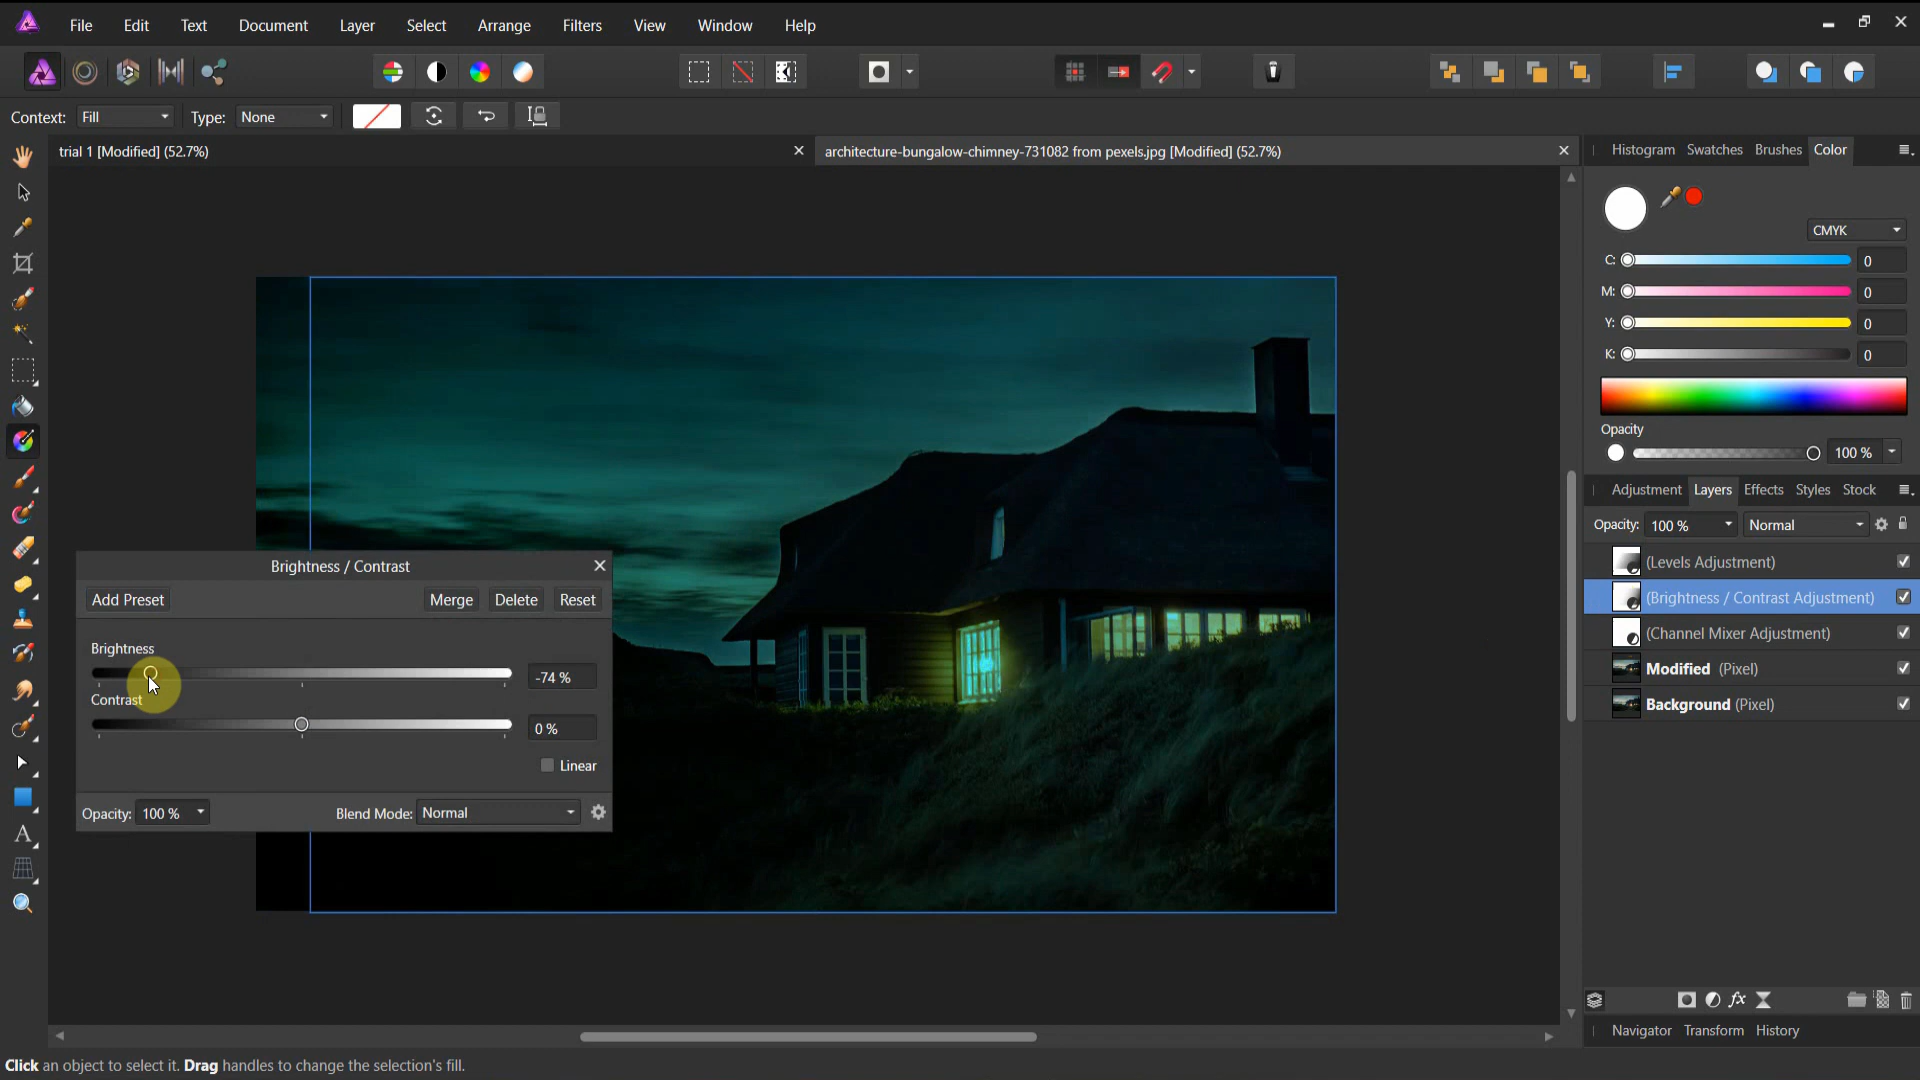 File Edit Text Document Layer Select Arrange Filters View Window Help
Context: Fill Type: None
trial 1 [Modified] (52.7%)
architecture-bungalow-chimney-731082 from pexels.jpg [Modified] (52.7%)
Histogram Swatches Brushes Color
CMYK
C: 0
M: 0
Y: 0
K: 0
Opacity
100 %
Adjustment Layers Effects Styles Stock
Opacity: 100 % Normal
(Levels Adjustment)
(Brightness / Contrast Adjustment)
(Channel Mixer Adjustment)
Modified (Pixel)
Background (Pixel)
Brightness / Contrast
Add Preset Merge Delete Reset
Brightness
-74 %
Contrast
0 %
Linear
Opacity: 100 % Blend Mode: Normal
A
fx
Navigator Transform History
Click an object to select it. Drag handles to change the selection's fill.